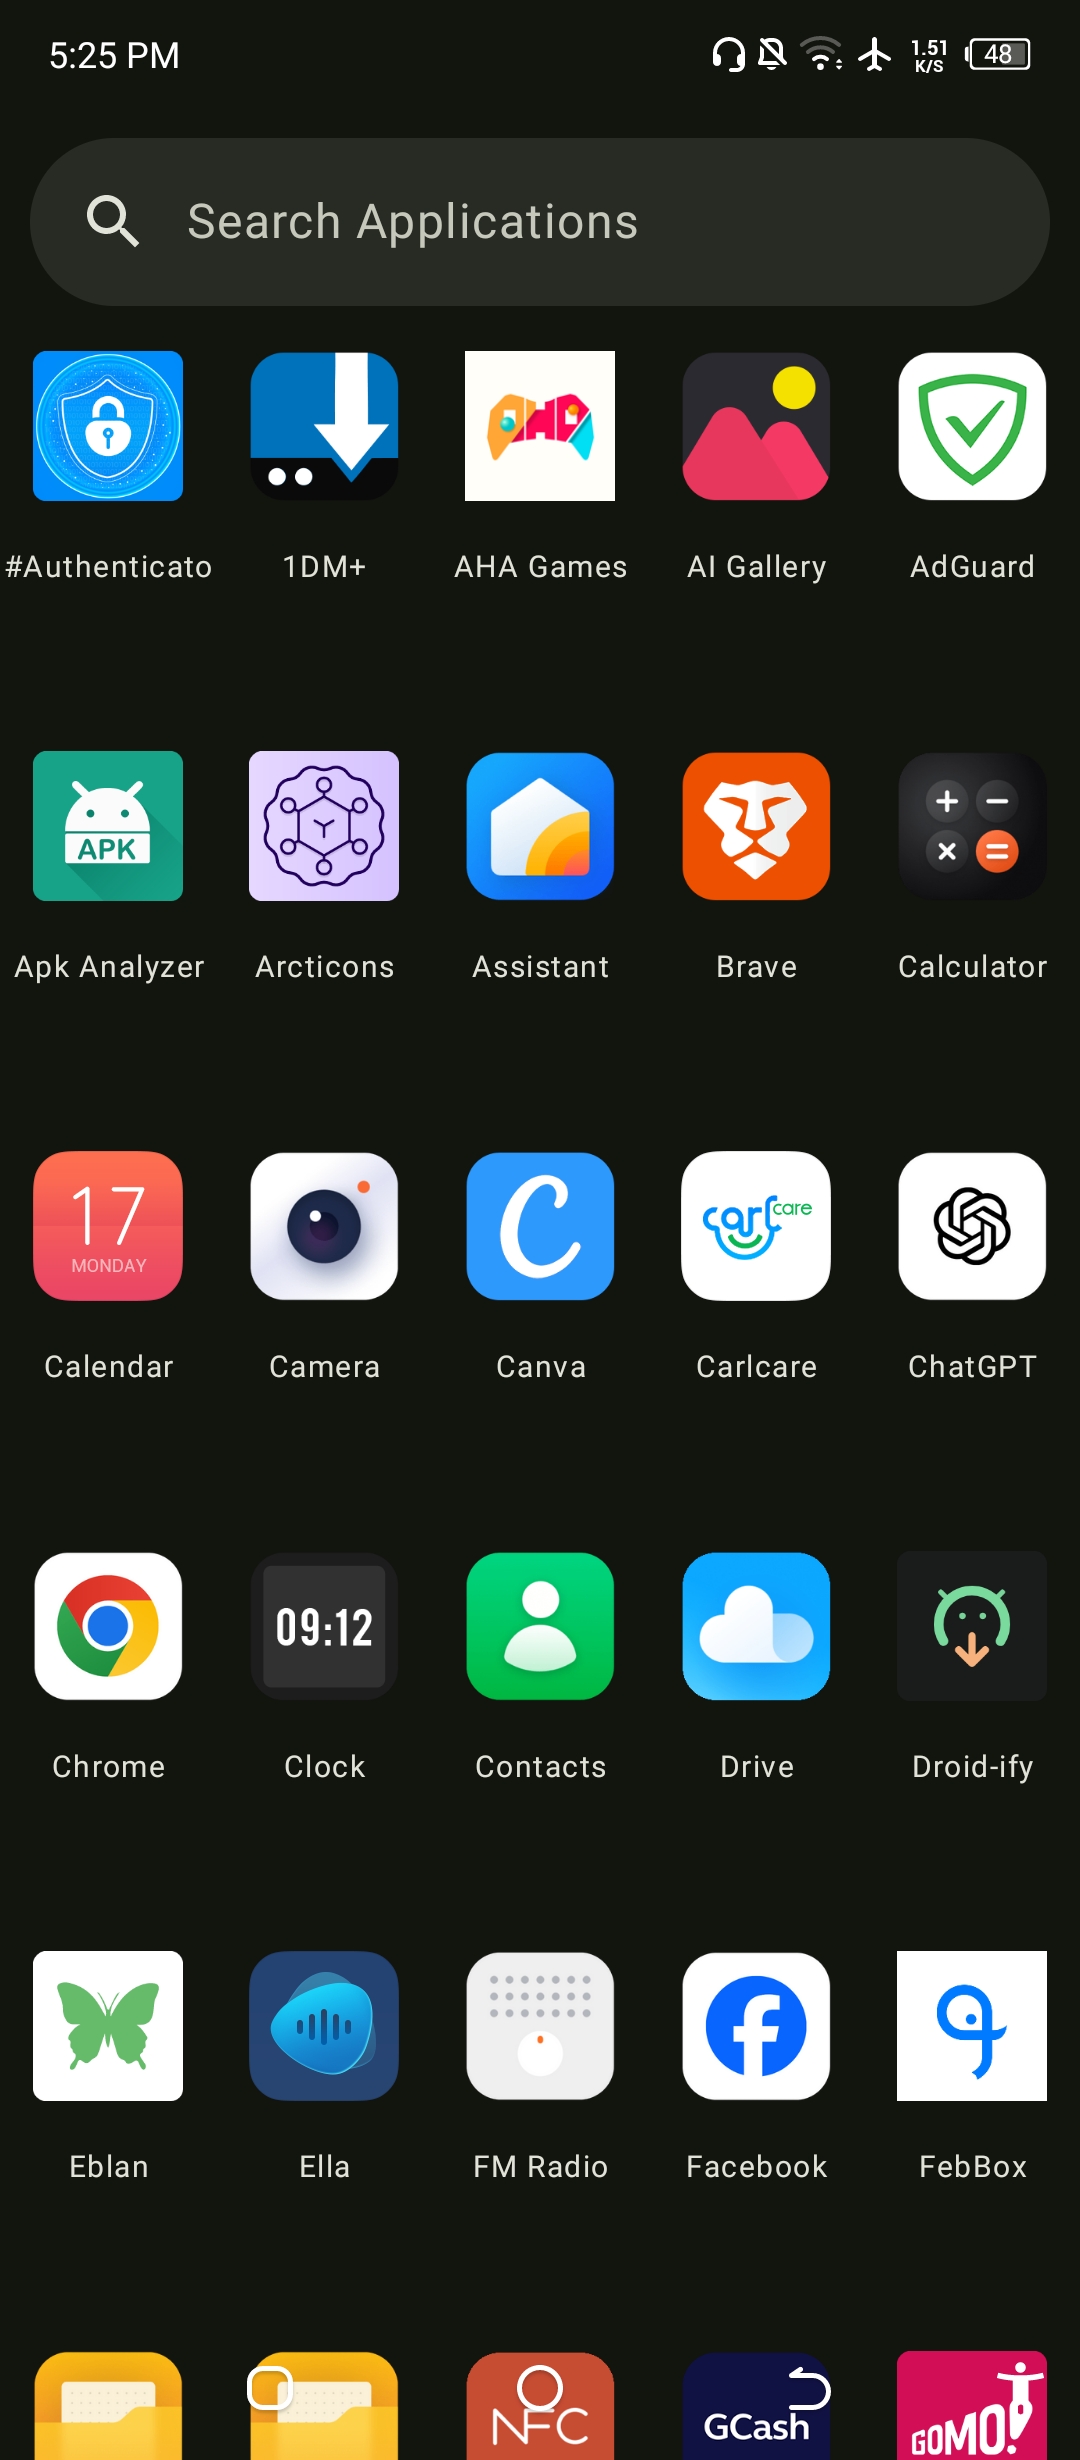 5:25 PM
1.51
K/S
48
Search Applications
#Authenticato
1DM+
AHA Games
AI Gallery
AdGuard
APK
Apk Analyzer
Arcticons
Assistant
Brave
Calculator
17
MONDAY
C
carlcare
Calendar
Camera
Canva
Carlcare
ChatGPT
09:12
Chrome
Clock
Contacts
Drive
Droid-ify
Eblan
Ella
FM Radio
Facebook
FebBox
NFC
GCash
GOMO!